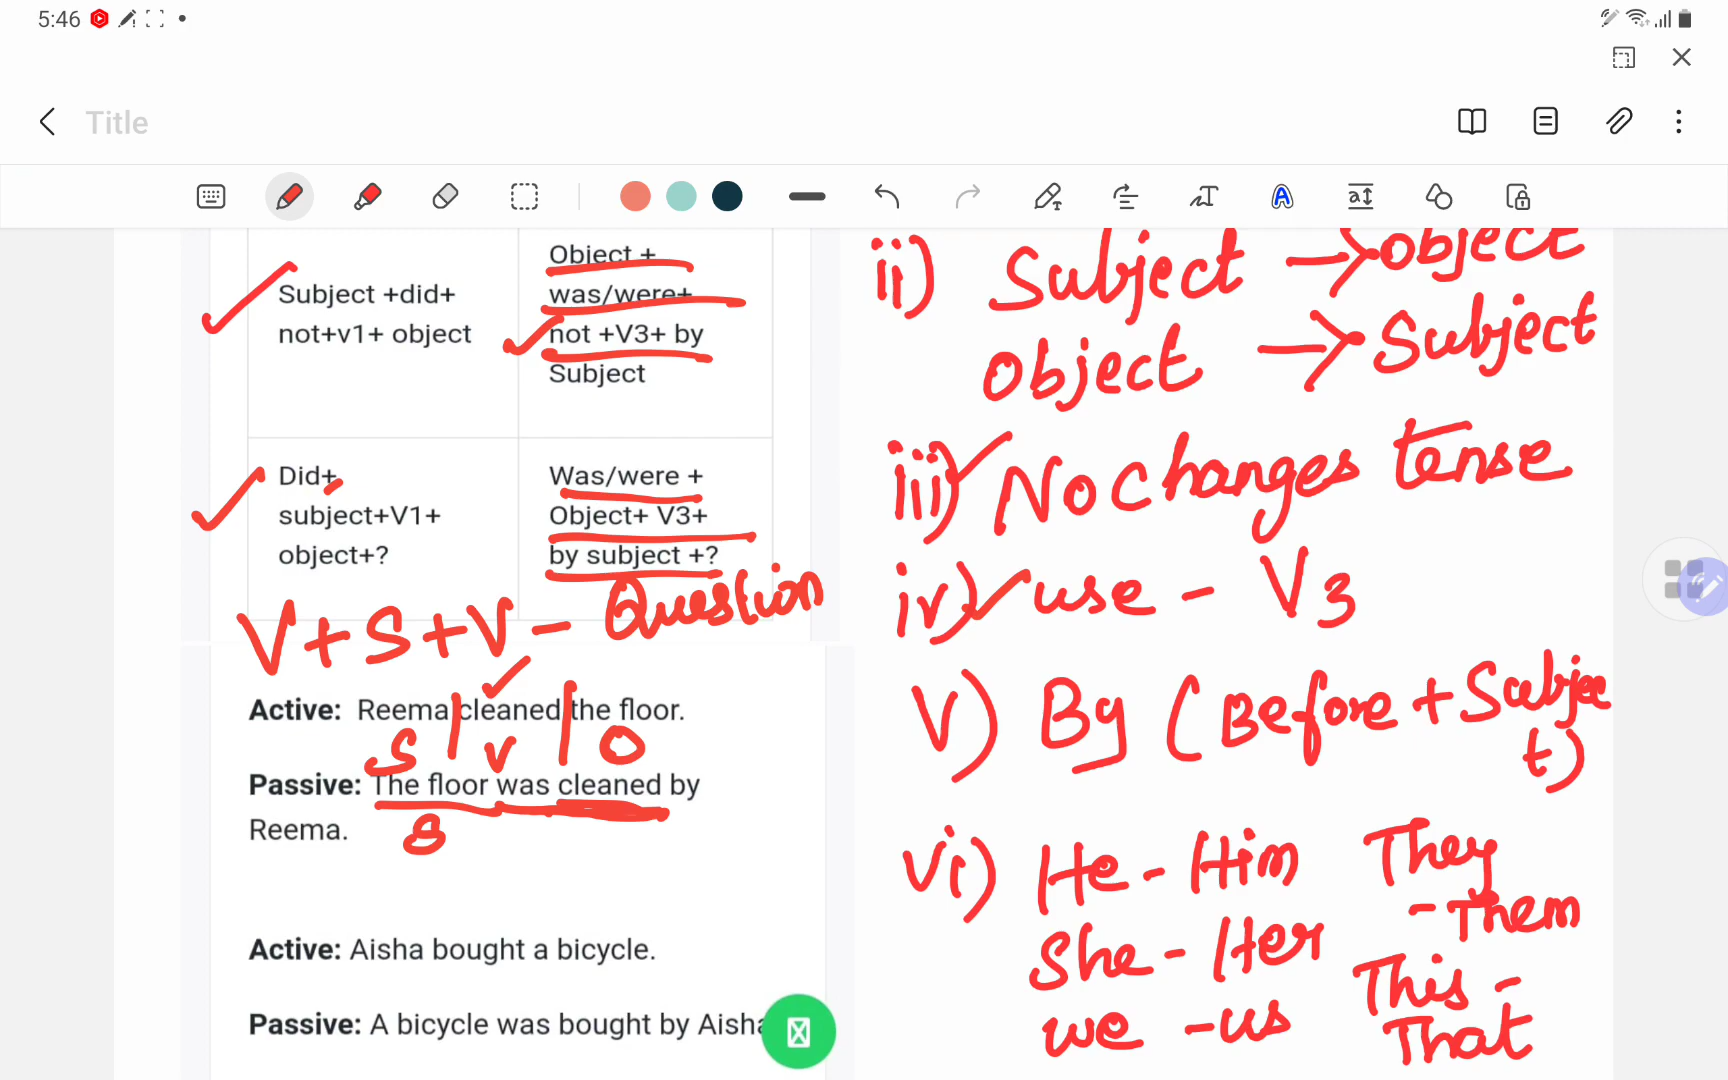 5:46
Title
Object +
Subject +did+
was/were+
not+v1+ object
not +V3+ by
Subject
Did+
Was/were +
subject+V1+
Object+ V3+
object+?
by subject +?
V+S+V - Question
Active: Reema cleaned the floor.
S V O
Passive: The floor was cleaned by
Reema.
S
Active: Aisha bought a bicycle.
Passive: A bicycle was bought by Aisha
ii) Subject → object
Object → Subject
iii) No changes tense
iv) use - V3
V) By (Before + Subjec
t)
vi) He - Him They
- Them
She - Her
This -
we - us That